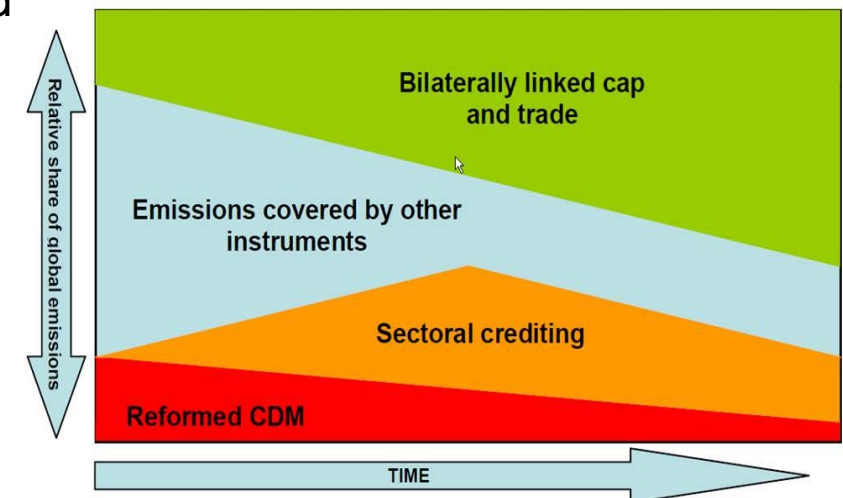 Bilaterally linked cap
and trade
Relative share of global emissions
Emissions covered by other
instruments
Sectoral crediting
Reformed CDM
TIME